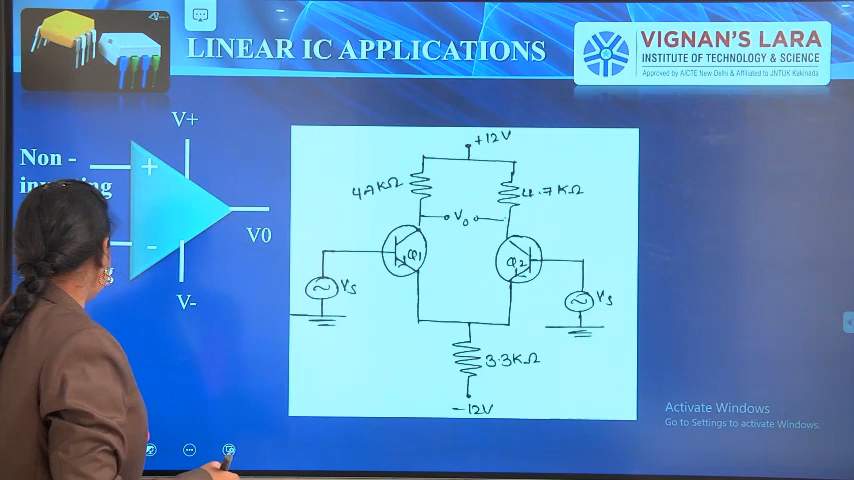 LINEAR IC APPLICATIONS
VIGNAN'S LARA
INSTITUTE OF TECHNOLOGY & SCIENCE
Approved by AICTE New Delhi & Affiliated to JNTUK Kakinada
V+
Non -
+
-
V0
V-
+12V
4.7KΩ
4.7KΩ
V0
Q1
Q2
Vs
Vs
3.3KΩ
-12V
Activate Windows
Go to Settings to activate Windows.